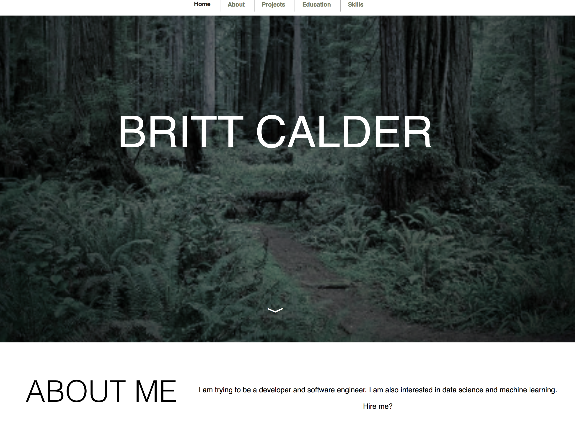 Home About Projects Education Skills
BRITT CALDER
ABOUT ME
I am trying to be a developer and software engineer. I am also interested in data science and machine learning.
Hire me?